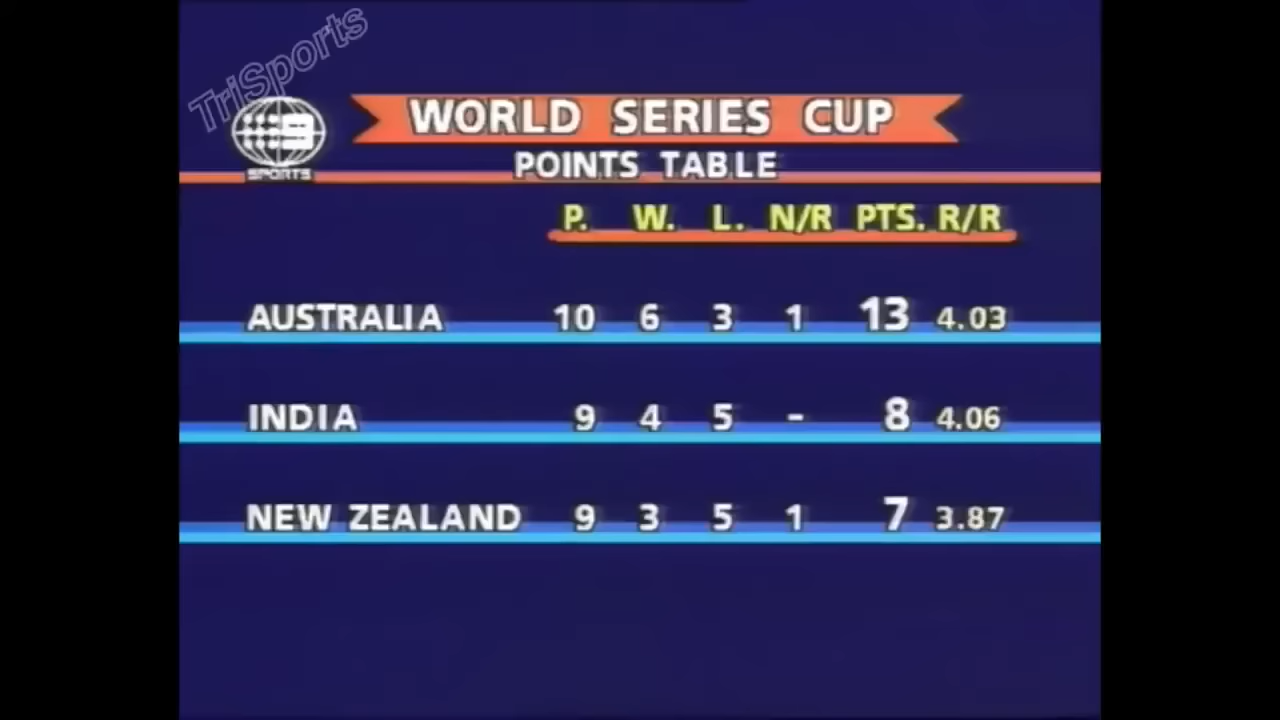 TriSports
9
SPORTS
WORLD SERIES CUP
POINTS TABLE
P. W. L. N/R PTS. R/R
AUSTRALIA 10 6 3 1 13 4.03
INDIA 9 4 5 - 8 4.06
NEW ZEALAND 9 3 5 1 7 3.87